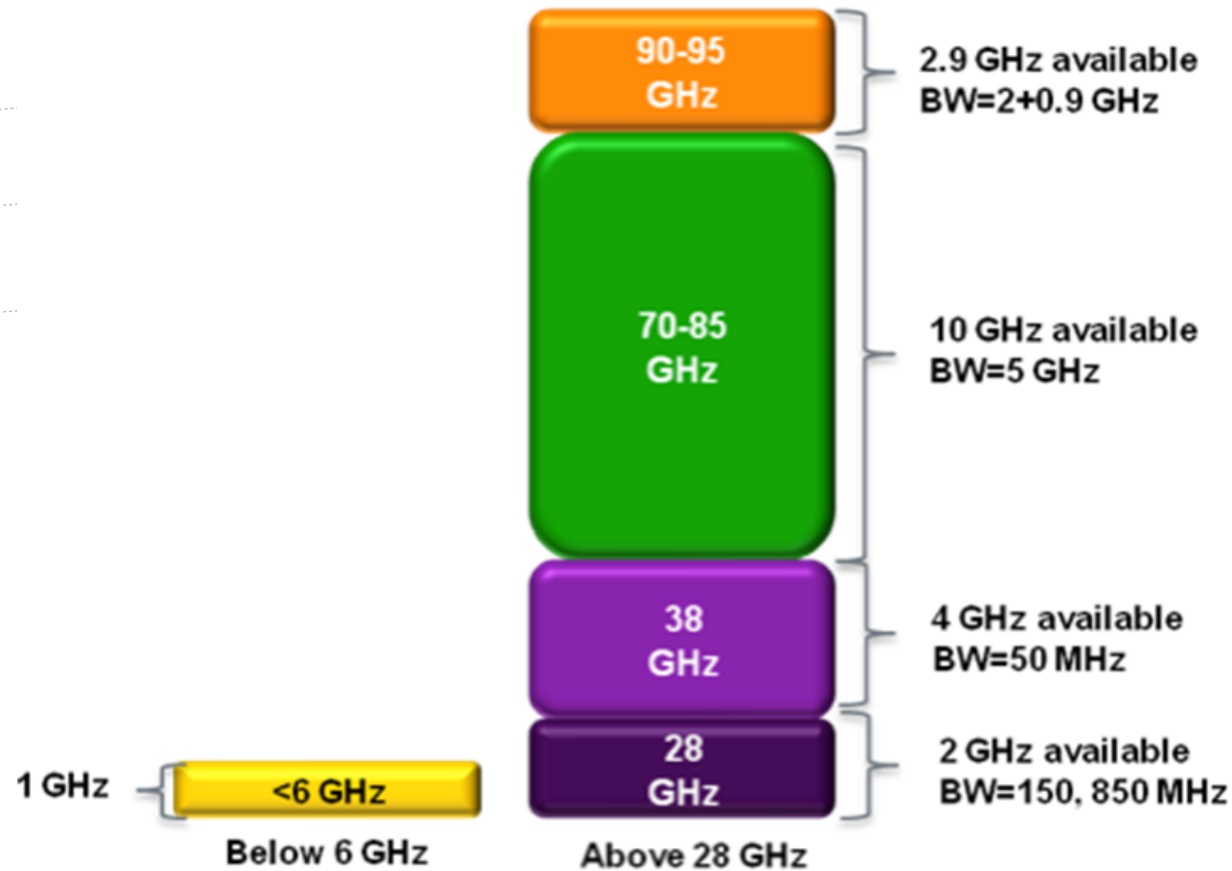 90-95
GHz
2.9 GHz available
BW=2+0.9 GHz
70-85
GHz
10 GHz available
BW=5 GHz
38
GHz
4 GHz available
BW=50 MHz
28
GHz
2 GHz available
BW=150, 850 MHz
1 GHz
<6 GHz
Below 6 GHz
Above 28 GHz